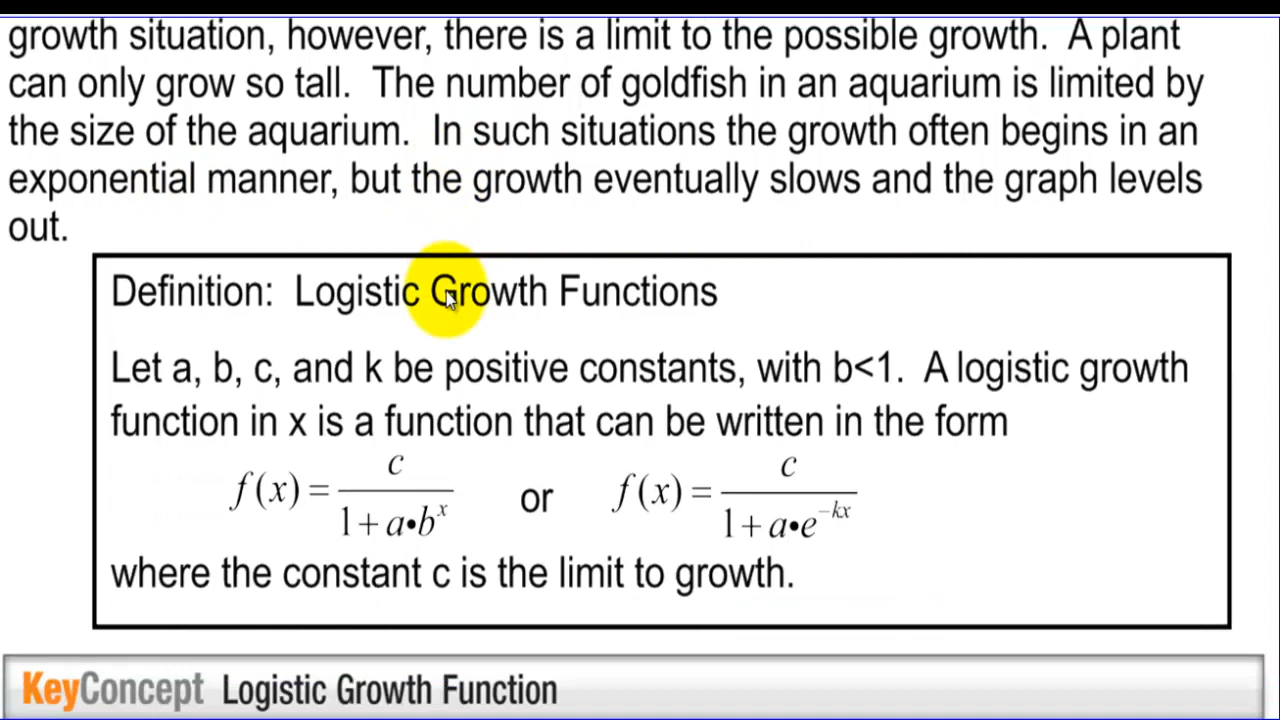 growth situation, however, there is a limit to the possible growth. A plant
can only grow so tall. The number of goldfish in an aquarium is limited by
the size of the aquarium. In such situations the growth often begins in an
exponential manner, but the growth eventually slows and the graph levels
out.
Definition: Logistic Growth Functions
Let a, b, c, and k be positive constants, with b<1. A logistic growth
function in x is a function that can be written in the form
f(x) = c / (1 + a•b^x) or f(x) = c / (1 + a•e^(-kx))
where the constant c is the limit to growth.
KeyConcept Logistic Growth Function